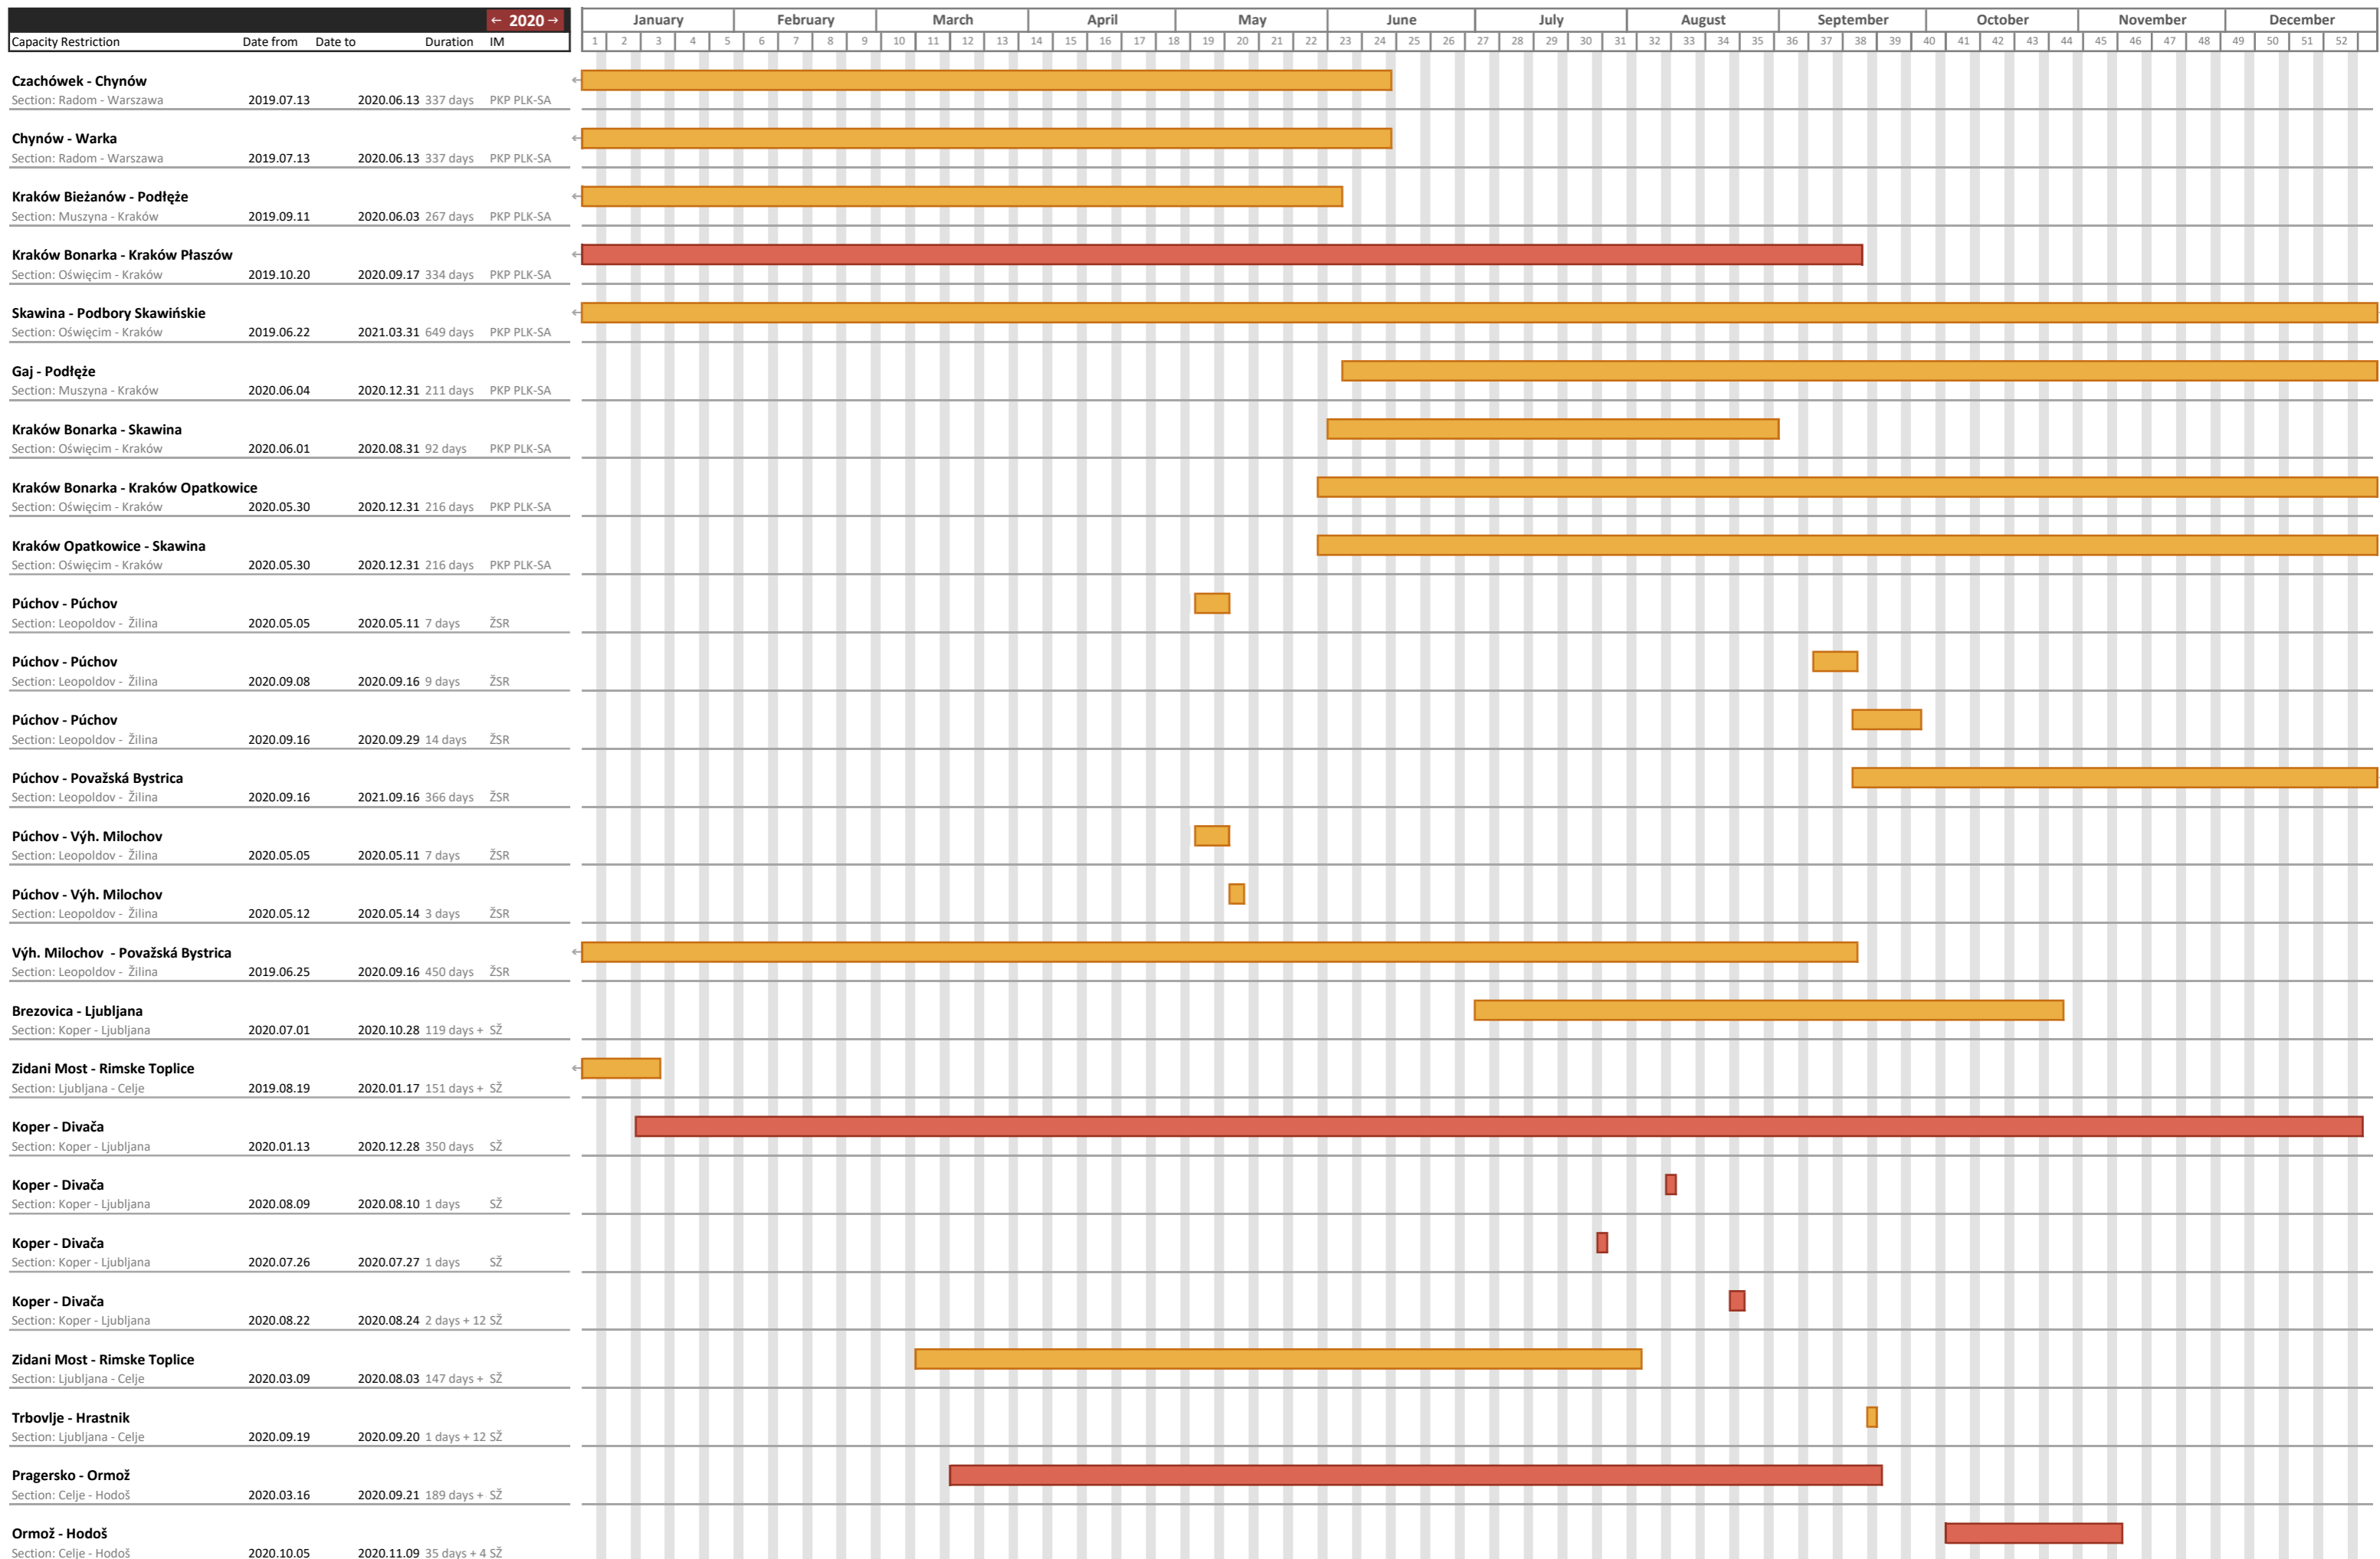 ← 2020 →
January February March April May June July August September October November December
Capacity Restriction Date from Date to Duration IM
1 2 3 4 5 6 7 8 9 10 11 12 13 14 15 16 17 18 19 20 21 22 23 24 25 26 27 28 29 30 31 32 33 34 35 36 37 38 39 40 41 42 43 44 45 46 47 48 49 50 51 52
Czachówek - Chynów
←
Section: Radom - Warszawa 2019.07.13 2020.06.13 337 days PKP PLK-SA
Chynów - Warka
←
Section: Radom - Warszawa 2019.07.13 2020.06.13 337 days PKP PLK-SA
Kraków Bieżanów - Podłęże
←
Section: Muszyna - Kraków 2019.09.11 2020.06.03 267 days PKP PLK-SA
Kraków Bonarka - Kraków Płaszów
←
Section: Oświęcim - Kraków 2019.10.20 2020.09.17 334 days PKP PLK-SA
Skawina - Podbory Skawińskie
←
Section: Oświęcim - Kraków 2019.06.22 2021.03.31 649 days PKP PLK-SA
Gaj - Podłęże
Section: Muszyna - Kraków 2020.06.04 2020.12.31 211 days PKP PLK-SA
Kraków Bonarka - Skawina
Section: Oświęcim - Kraków 2020.06.01 2020.08.31 92 days PKP PLK-SA
Kraków Bonarka - Kraków Opatkowice
Section: Oświęcim - Kraków 2020.05.30 2020.12.31 216 days PKP PLK-SA
Kraków Opatkowice - Skawina
Section: Oświęcim - Kraków 2020.05.30 2020.12.31 216 days PKP PLK-SA
Púchov - Púchov
Section: Leopoldov - Žilina 2020.05.05 2020.05.11 7 days ŽSR
Púchov - Púchov
Section: Leopoldov - Žilina 2020.09.08 2020.09.16 9 days ŽSR
Púchov - Púchov
Section: Leopoldov - Žilina 2020.09.16 2020.09.29 14 days ŽSR
Púchov - Považská Bystrica
Section: Leopoldov - Žilina 2020.09.16 2021.09.16 366 days ŽSR
Púchov - Výh. Milochov
Section: Leopoldov - Žilina 2020.05.05 2020.05.11 7 days ŽSR
Púchov - Výh. Milochov
Section: Leopoldov - Žilina 2020.05.12 2020.05.14 3 days ŽSR
Výh. Milochov - Považská Bystrica
←
Section: Leopoldov - Žilina 2019.06.25 2020.09.16 450 days ŽSR
Brezovica - Ljubljana
Section: Koper - Ljubljana 2020.07.01 2020.10.28 119 days + SŽ
Zidani Most - Rimske Toplice
←
Section: Ljubljana - Celje 2019.08.19 2020.01.17 151 days + SŽ
Koper - Divača
Section: Koper - Ljubljana 2020.01.13 2020.12.28 350 days SŽ
Koper - Divača
Section: Koper - Ljubljana 2020.08.09 2020.08.10 1 days SŽ
Koper - Divača
Section: Koper - Ljubljana 2020.07.26 2020.07.27 1 days SŽ
Koper - Divača
Section: Koper - Ljubljana 2020.08.22 2020.08.24 2 days + 12 SŽ
Zidani Most - Rimske Toplice
Section: Ljubljana - Celje 2020.03.09 2020.08.03 147 days + SŽ
Trbovlje - Hrastnik
Section: Ljubljana - Celje 2020.09.19 2020.09.20 1 days + 12 SŽ
Pragersko - Ormož
Section: Celje - Hodoš 2020.03.16 2020.09.21 189 days + SŽ
Ormož - Hodoš
Section: Celje - Hodoš 2020.10.05 2020.11.09 35 days + 4 SŽ